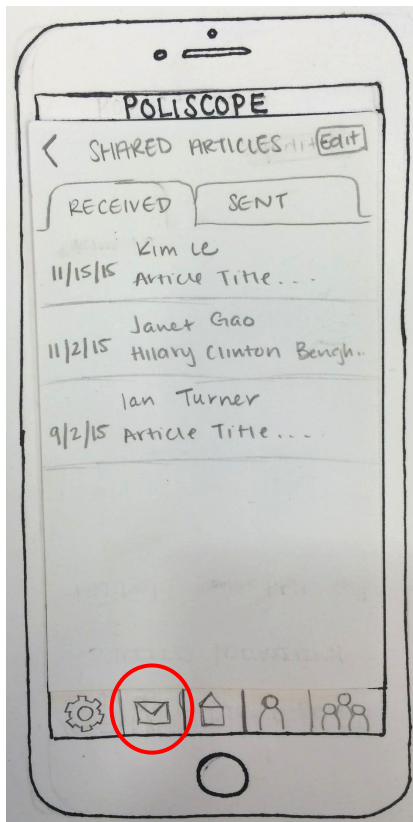 POLISCOPE
< SHARED ARTICLES Edit
RECEIVED SENT
Kim Le
11/15/15 Article Title...
Janet Gao
11/2/15 Hilary Clinton Bengh..
Ian Turner
9/2/15 Article Title....